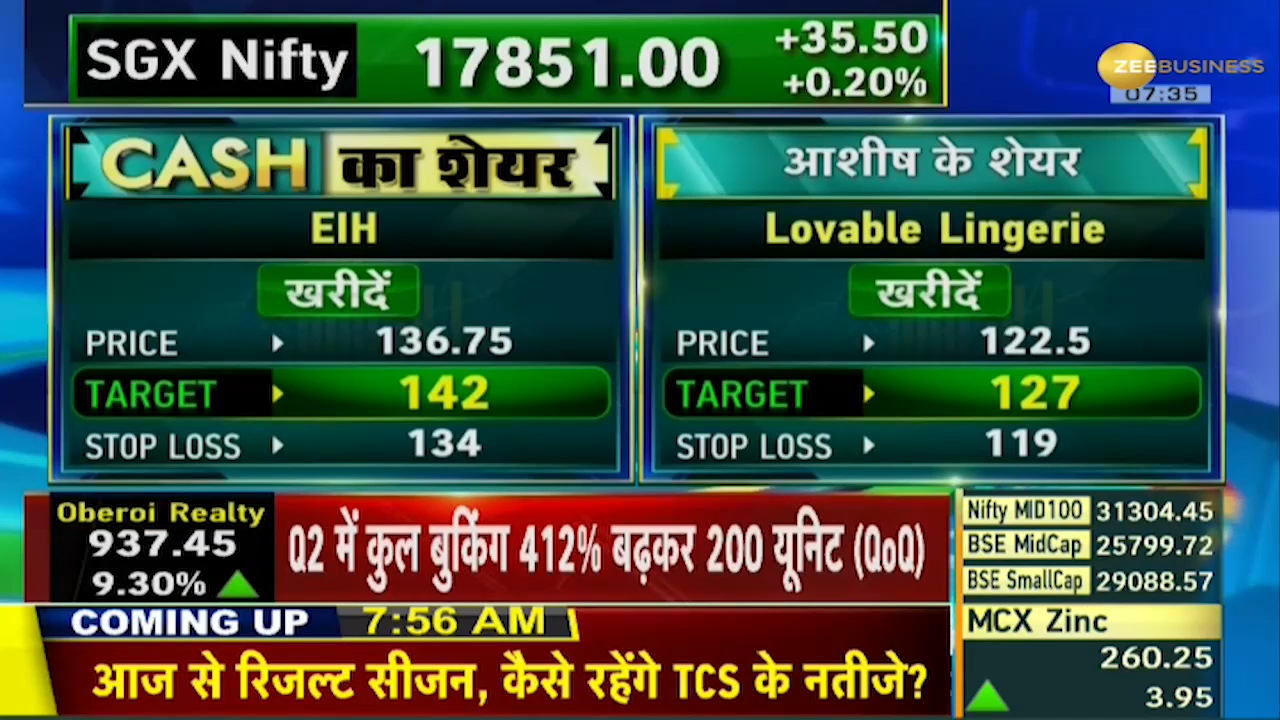 SGX Nifty 17851.00 +35.50
+0.20%
ZEEBUSINESS
07:35
CASH का शेयर
EIH
खरीदें
PRICE 136.75
TARGET 142
STOP LOSS 134
आशीष के शेयर
Lovable Lingerie
खरीदें
PRICE 122.5
TARGET 127
STOP LOSS 119
Oberoi Realty
937.45
9.30%
Q2 में कुल बुकिंग 412% बढ़कर 200 यूनिट (QoQ)
Nifty MID100 31304.45
BSE MidCap 25799.72
BSE SmallCap 29088.57
MCX Zinc
260.25
3.95
COMING UP 7:56 AM
आज से रिजल्ट सीजन, कैसे रहेंगे TCS के नतीजे?